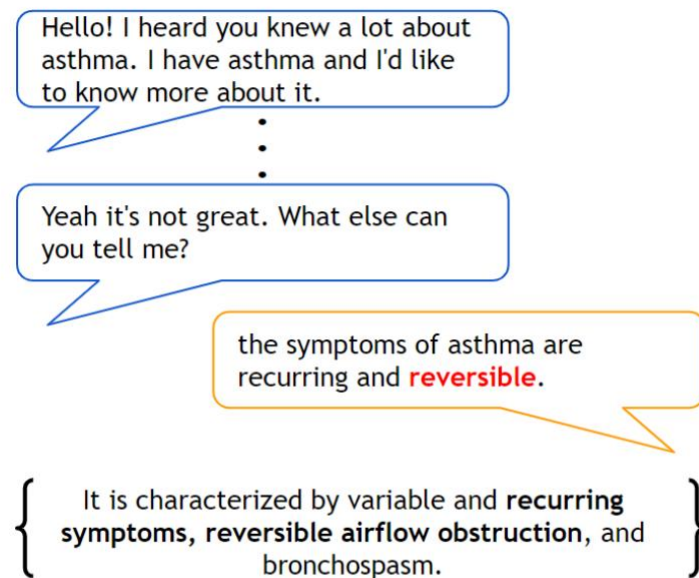 Hello! I heard you knew a lot about
asthma. I have asthma and I'd like
to know more about it.
Yeah it's not great. What else can
you tell me?
the symptoms of asthma are
recurring and reversible.
It is characterized by variable and recurring
symptoms, reversible airflow obstruction, and
bronchospasm.